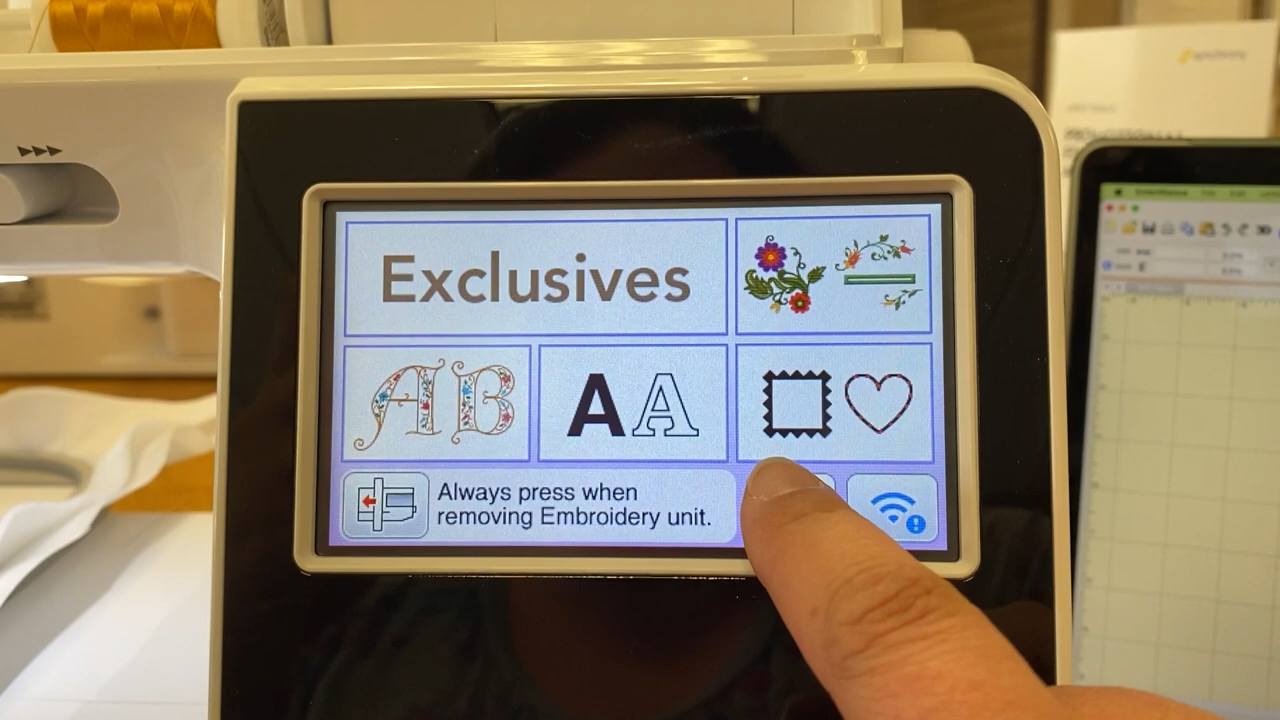 Exclusives
AB
AA
Always press when
removing Embroidery unit.